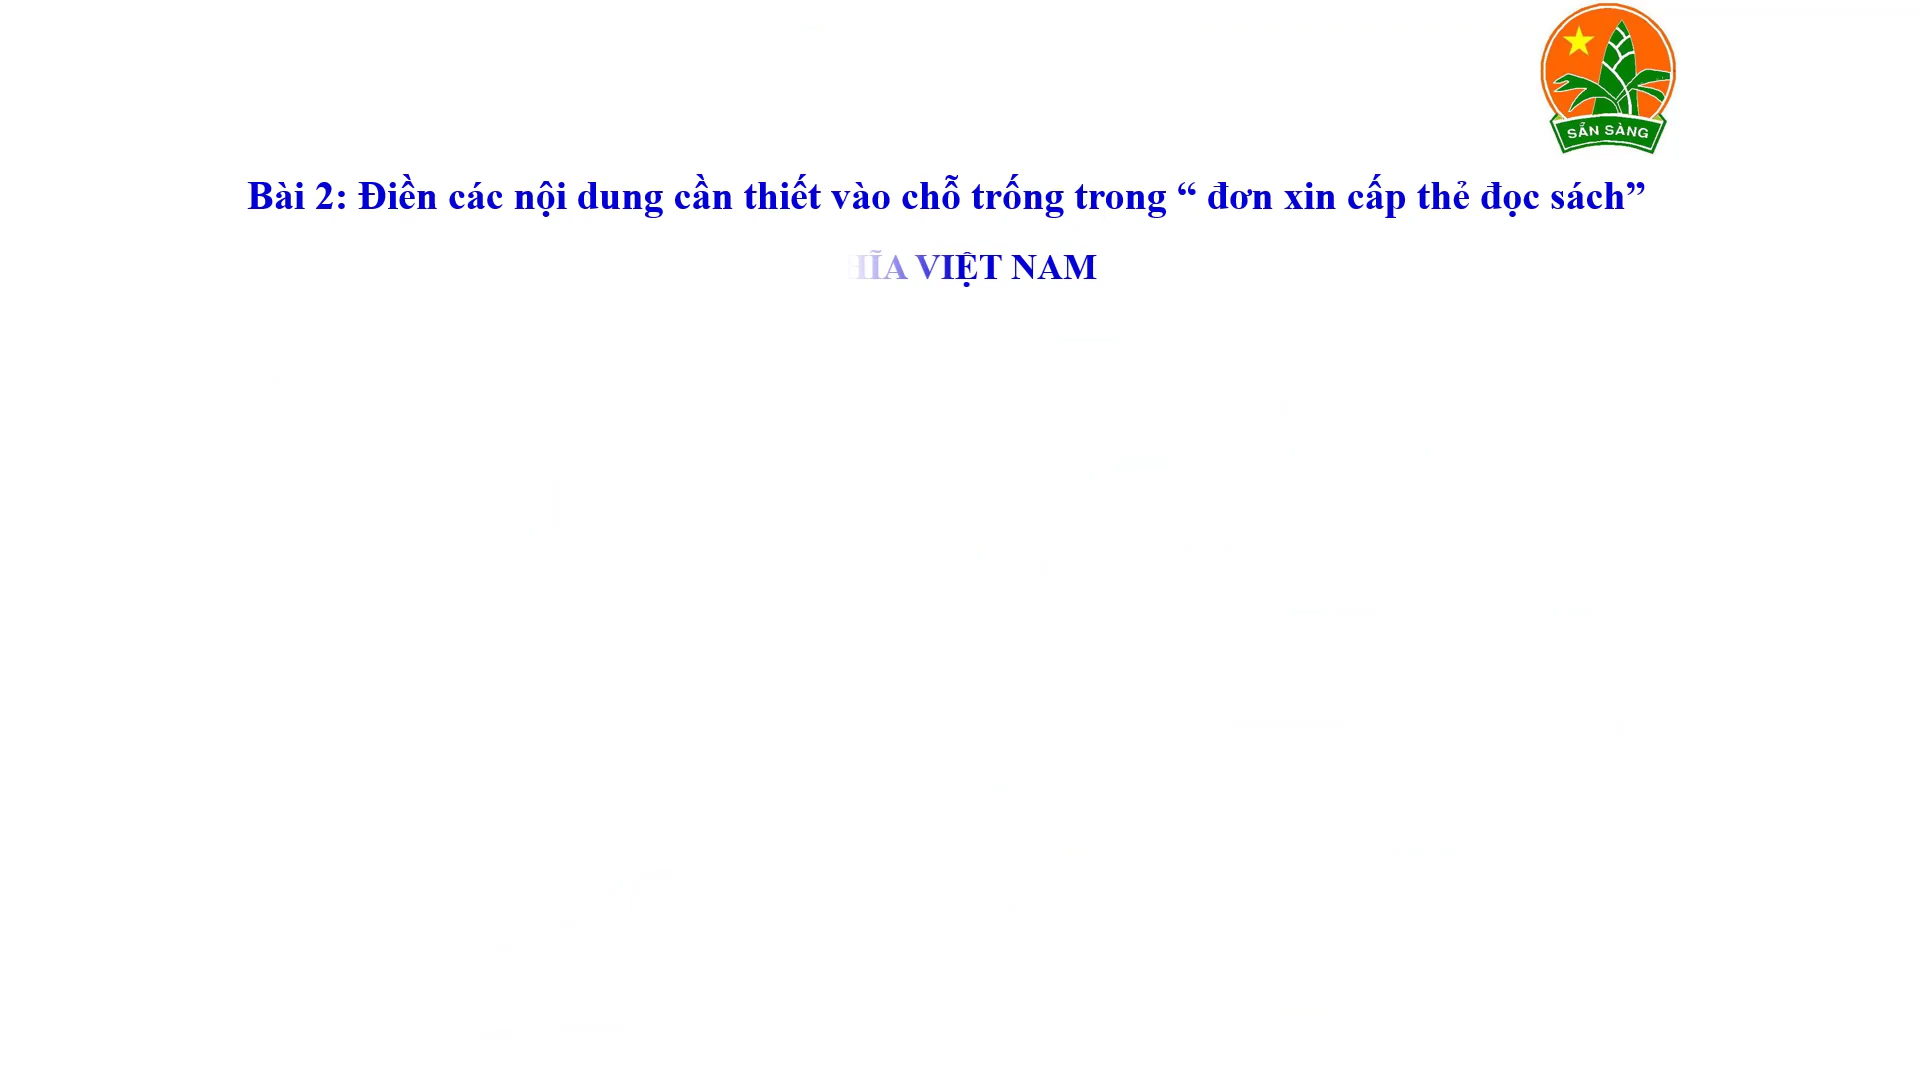 SẴN SÀNG
Bài 2: Điền các nội dung cần thiết vào chỗ trống trong “ đơn xin cấp thẻ đọc sách”
VIỆT NAM